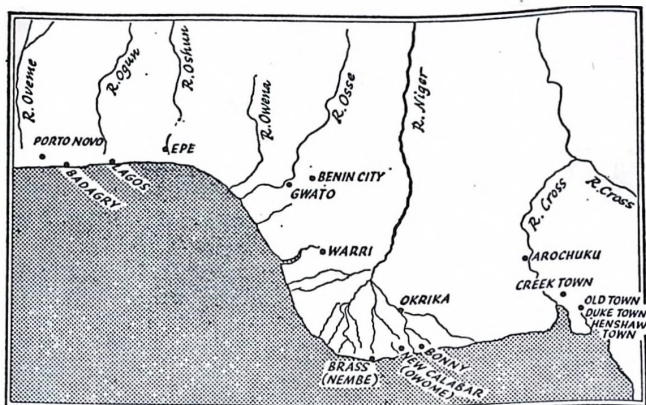 R. Oveme
R. Ogun
R. Oshun
R. Owena
R. Osse
R. Niger
R. Cross
R. Cross
PORTO NOVO
BADAGRY
LAGOS
EPE
BENIN CITY
GWATO
WARRI
AROCHUKU
CREEK TOWN
OLD TOWN
DUKE TOWN
HENSHAW
TOWN
OKRIKA
BONNY
NEW CALABAR
(OWOME)
BRASS
(NEMBE)